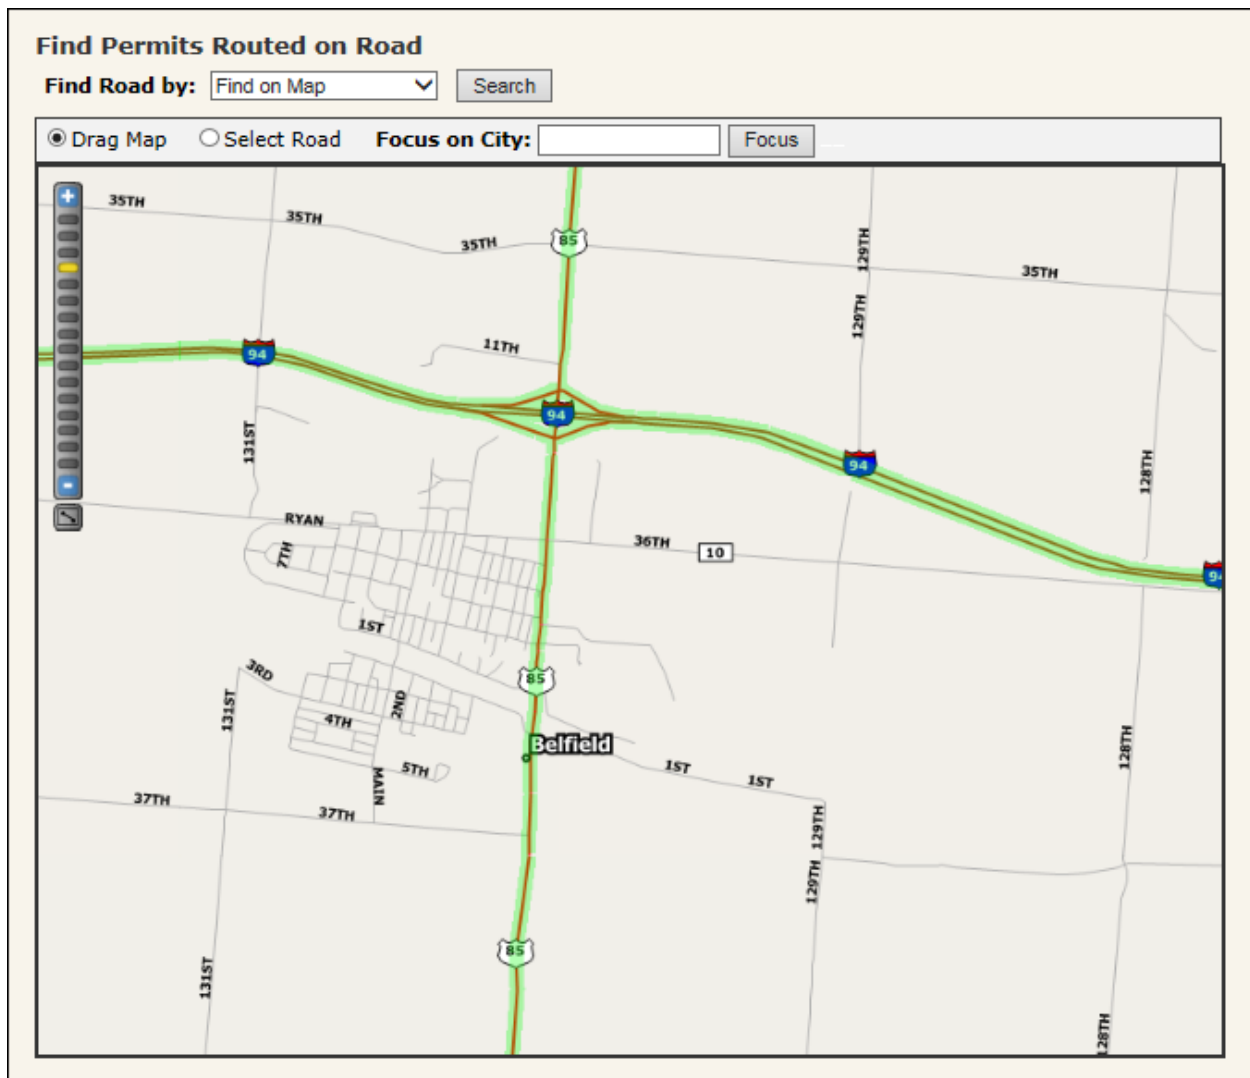 Find Permits Routed on Road
Find Road by: Find on Map Search
Drag Map Select Road Focus on City: Focus
35TH
35TH
35TH
85
129TH
35TH
129TH
94
11TH
94
131ST
94
128TH
RYAN
36TH
10
7TH
94
1ST
3RD
85
131ST
2ND
4TH
Belfield
128TH
5TH
1ST
1ST
MAIN
37TH
37TH
129TH
129TH
85
131ST
128TH